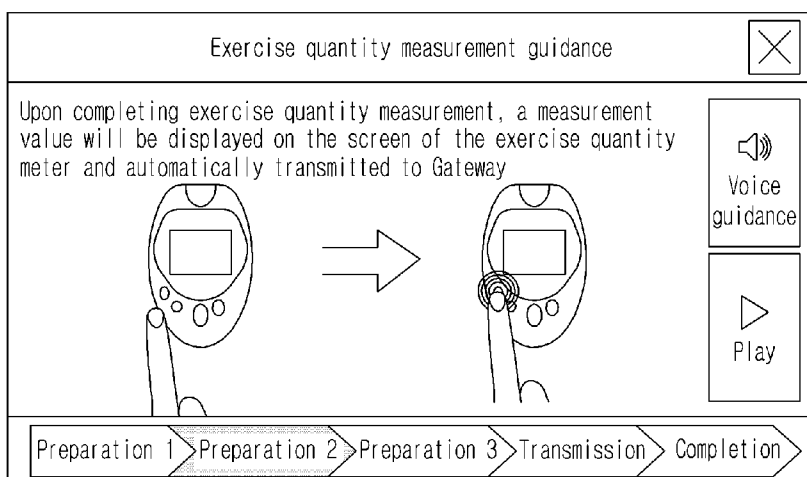 Exercise quantity measurement guidance
Upon completing exercise quantity measurement, a measurement
value will be displayed on the screen of the exercise quantity
meter and automatically transmitted to Gateway
Voice
guidance
Play
Preparation 1
Preparation 2
Preparation 3
Transmission
Completion